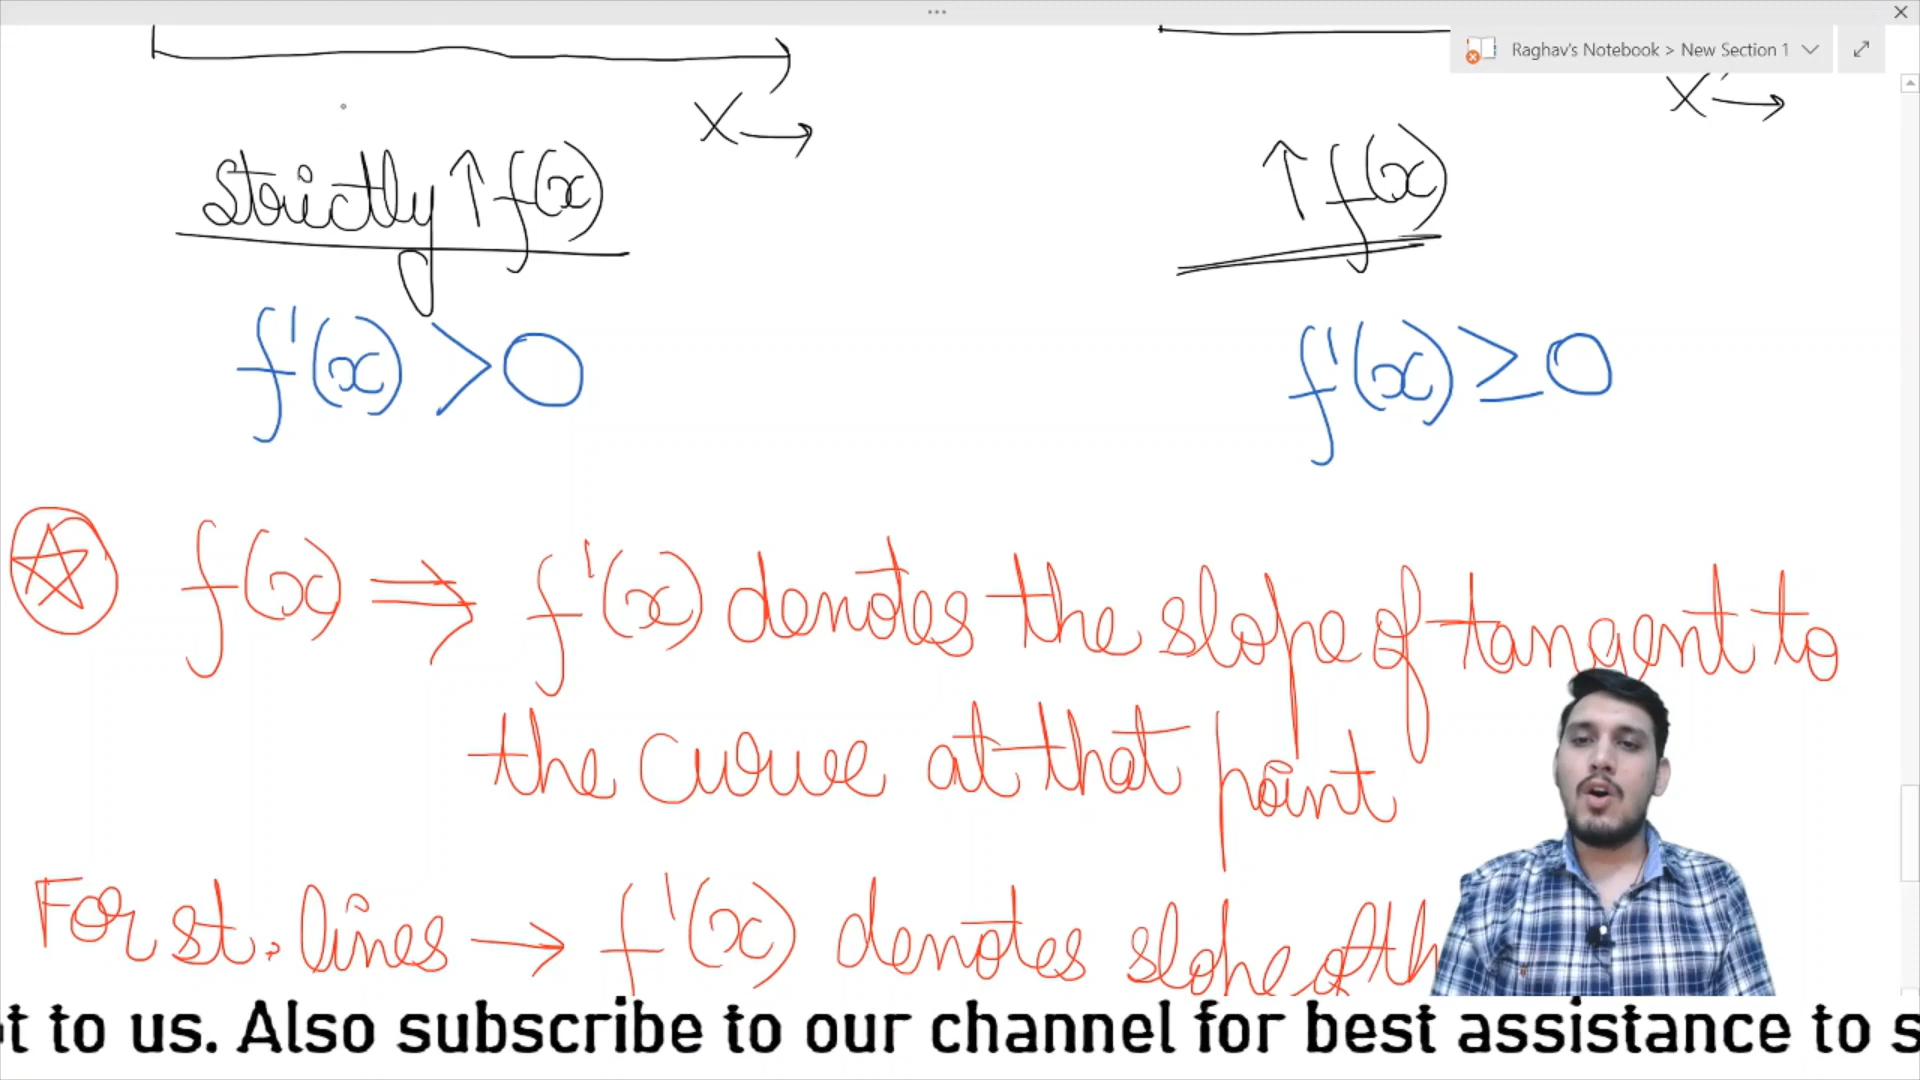 Raghav's Notebook > New Section 1
X →
X →
Strictly ↑ f(x)
↑ f(x)
f'(x) > 0
f'(x) ≥ 0
f(x) ⇒ f'(x) denotes the slope of tangent to
the curve at that point
For st. lines → f'(x) denotes slope of th
t to us. Also subscribe to our channel for best assistance to s